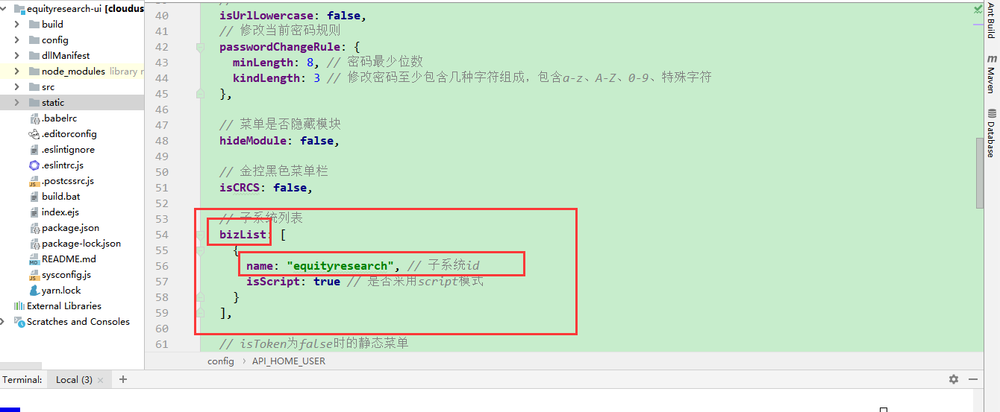 equityresearch-ui [cloudus
build
config
dllManifest
node_modules library r
src
static
.babelrc
.editorconfig
.eslintignore
.eslintrc.js
.postcssrc.js
build.bat
index.ejs
package.json
package-lock.json
README.md
sysconfig.js
yarn.lock
External Libraries
Scratches and Consoles
40 isUrlLowercase: false,
41 // 修改当前密码规则
42 passwordChangeRule: {
43 minLength: 8, // 密码最少位数
44 kindLength: 3 // 修改密码至少包含几种字符组成，包含a-z、A-Z、0-9、特殊字符
45 },
46
47 // 菜单是否隐藏模块
48 hideModule: false,
49
50 // 金控黑色菜单栏
51 isCRCS: false,
52
53 // 子系统列表
54 bizList: [
55 {
56 name: "equityresearch", // 子系统id
57 isScript: true // 是否采用script模式
58 }
59 ],
60
61 // isToken为false时的静态菜单
config › API_HOME_USER
Ant Build
Maven
Database
Terminal: Local (3) × +